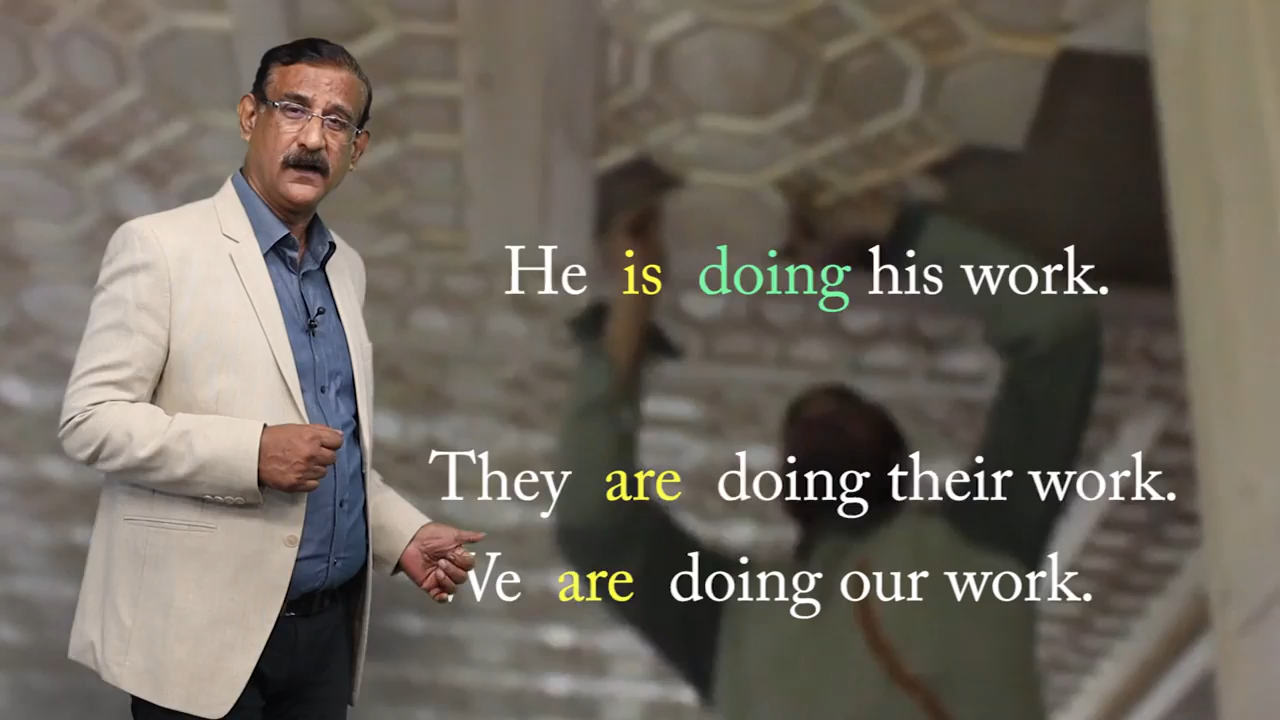 He is doing his work.
They are doing their work.
We are doing our work.